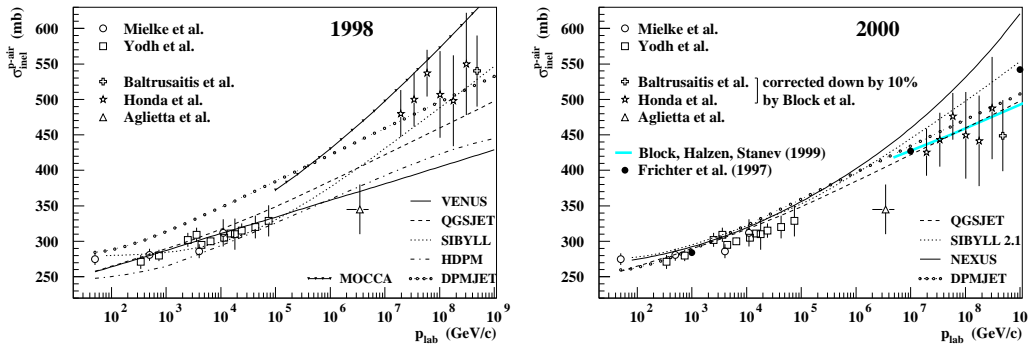 σ inel p-air (mb)
600
550
500
450
400
350
300
250
Mielke et al.
Yodh et al.
1998
Baltrusaitis et al.
Honda et al.
Aglietta et al.
VENUS
QGSJET
SIBYLL
HDPM
MOCCA
DPMJET
10^2 10^3 10^4 10^5 10^6 10^7 10^8 10^9
p lab (GeV/c)
σ inel p-air (mb)
600
550
500
450
400
350
300
250
Mielke et al.
Yodh et al.
2000
Baltrusaitis et al.
Honda et al.
Aglietta et al.
corrected down by 10%
by Block et al.
Block, Halzen, Stanev (1999)
Frichter et al. (1997)
QGSJET
SIBYLL 2.1
NEXUS
DPMJET
10^2 10^3 10^4 10^5 10^6 10^7 10^8 10^9
p lab (GeV/c)